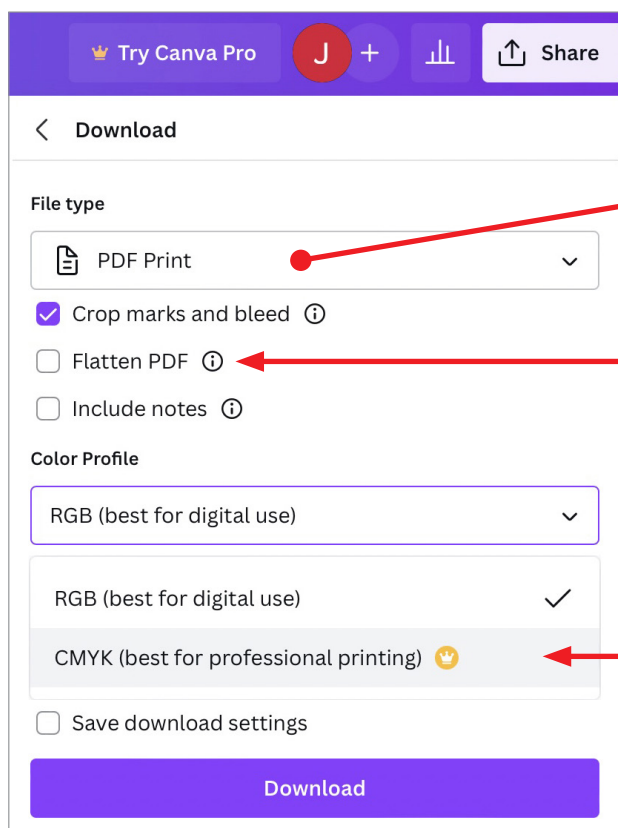 Try Canva Pro
J
+
Share
Download
File type
PDF Print
Crop marks and bleed
Flatten PDF
Include notes
Color Profile
RGB (best for digital use)
RGB (best for digital use)
CMYK (best for professional printing)
Save download settings
Download